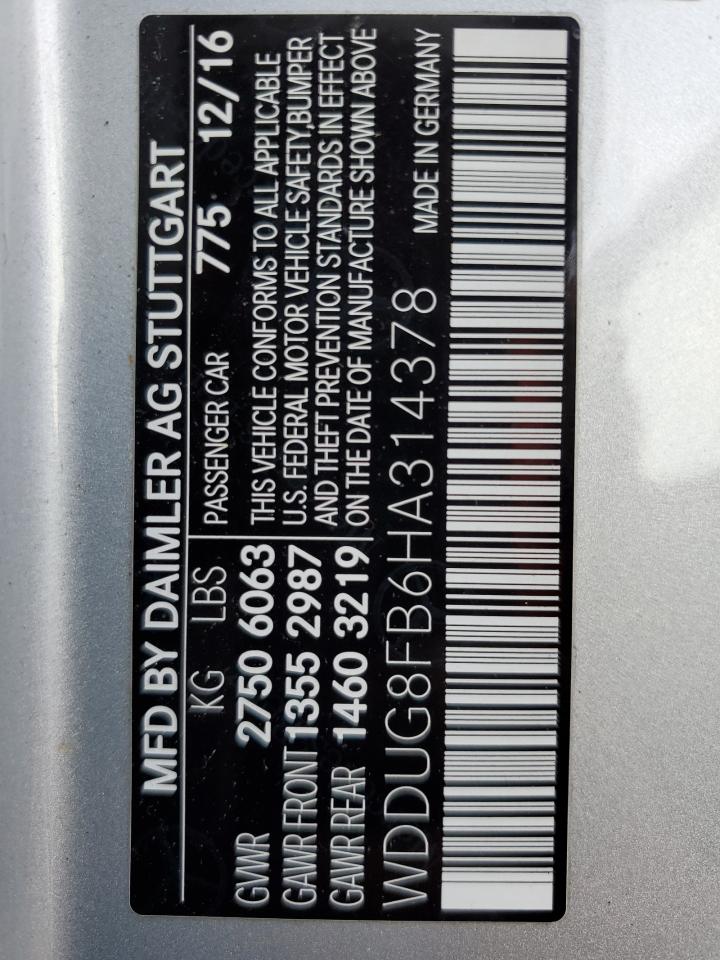 MFD BY DAIMLER AG STUTTGART
KG LBS
GVWR 2750 6063
GAWR FRONT 1355 2987
GAWR REAR 1460 3219
PASSENGER CAR 775 12/16
THIS VEHICLE CONFORMS TO ALL APPLICABLE
U.S. FEDERAL MOTOR VEHICLE SAFETY,BUMPER
AND THEFT PREVENTION STANDARDS IN EFFECT
ON THE DATE OF MANUFACTURE SHOWN ABOVE
WDDUG8FB6HA314378 MADE IN GERMANY